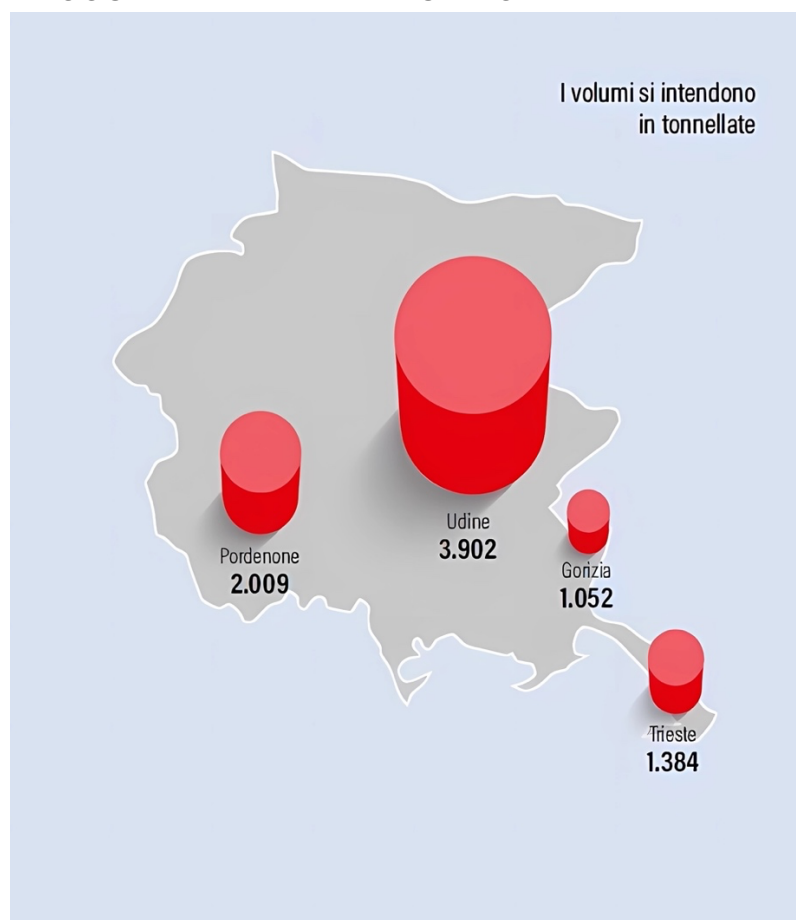 I volumi si intendono
in tonnellate
Udine
3.902
Pordenone
2.009
Gorizia
1.052
Trieste
1.384